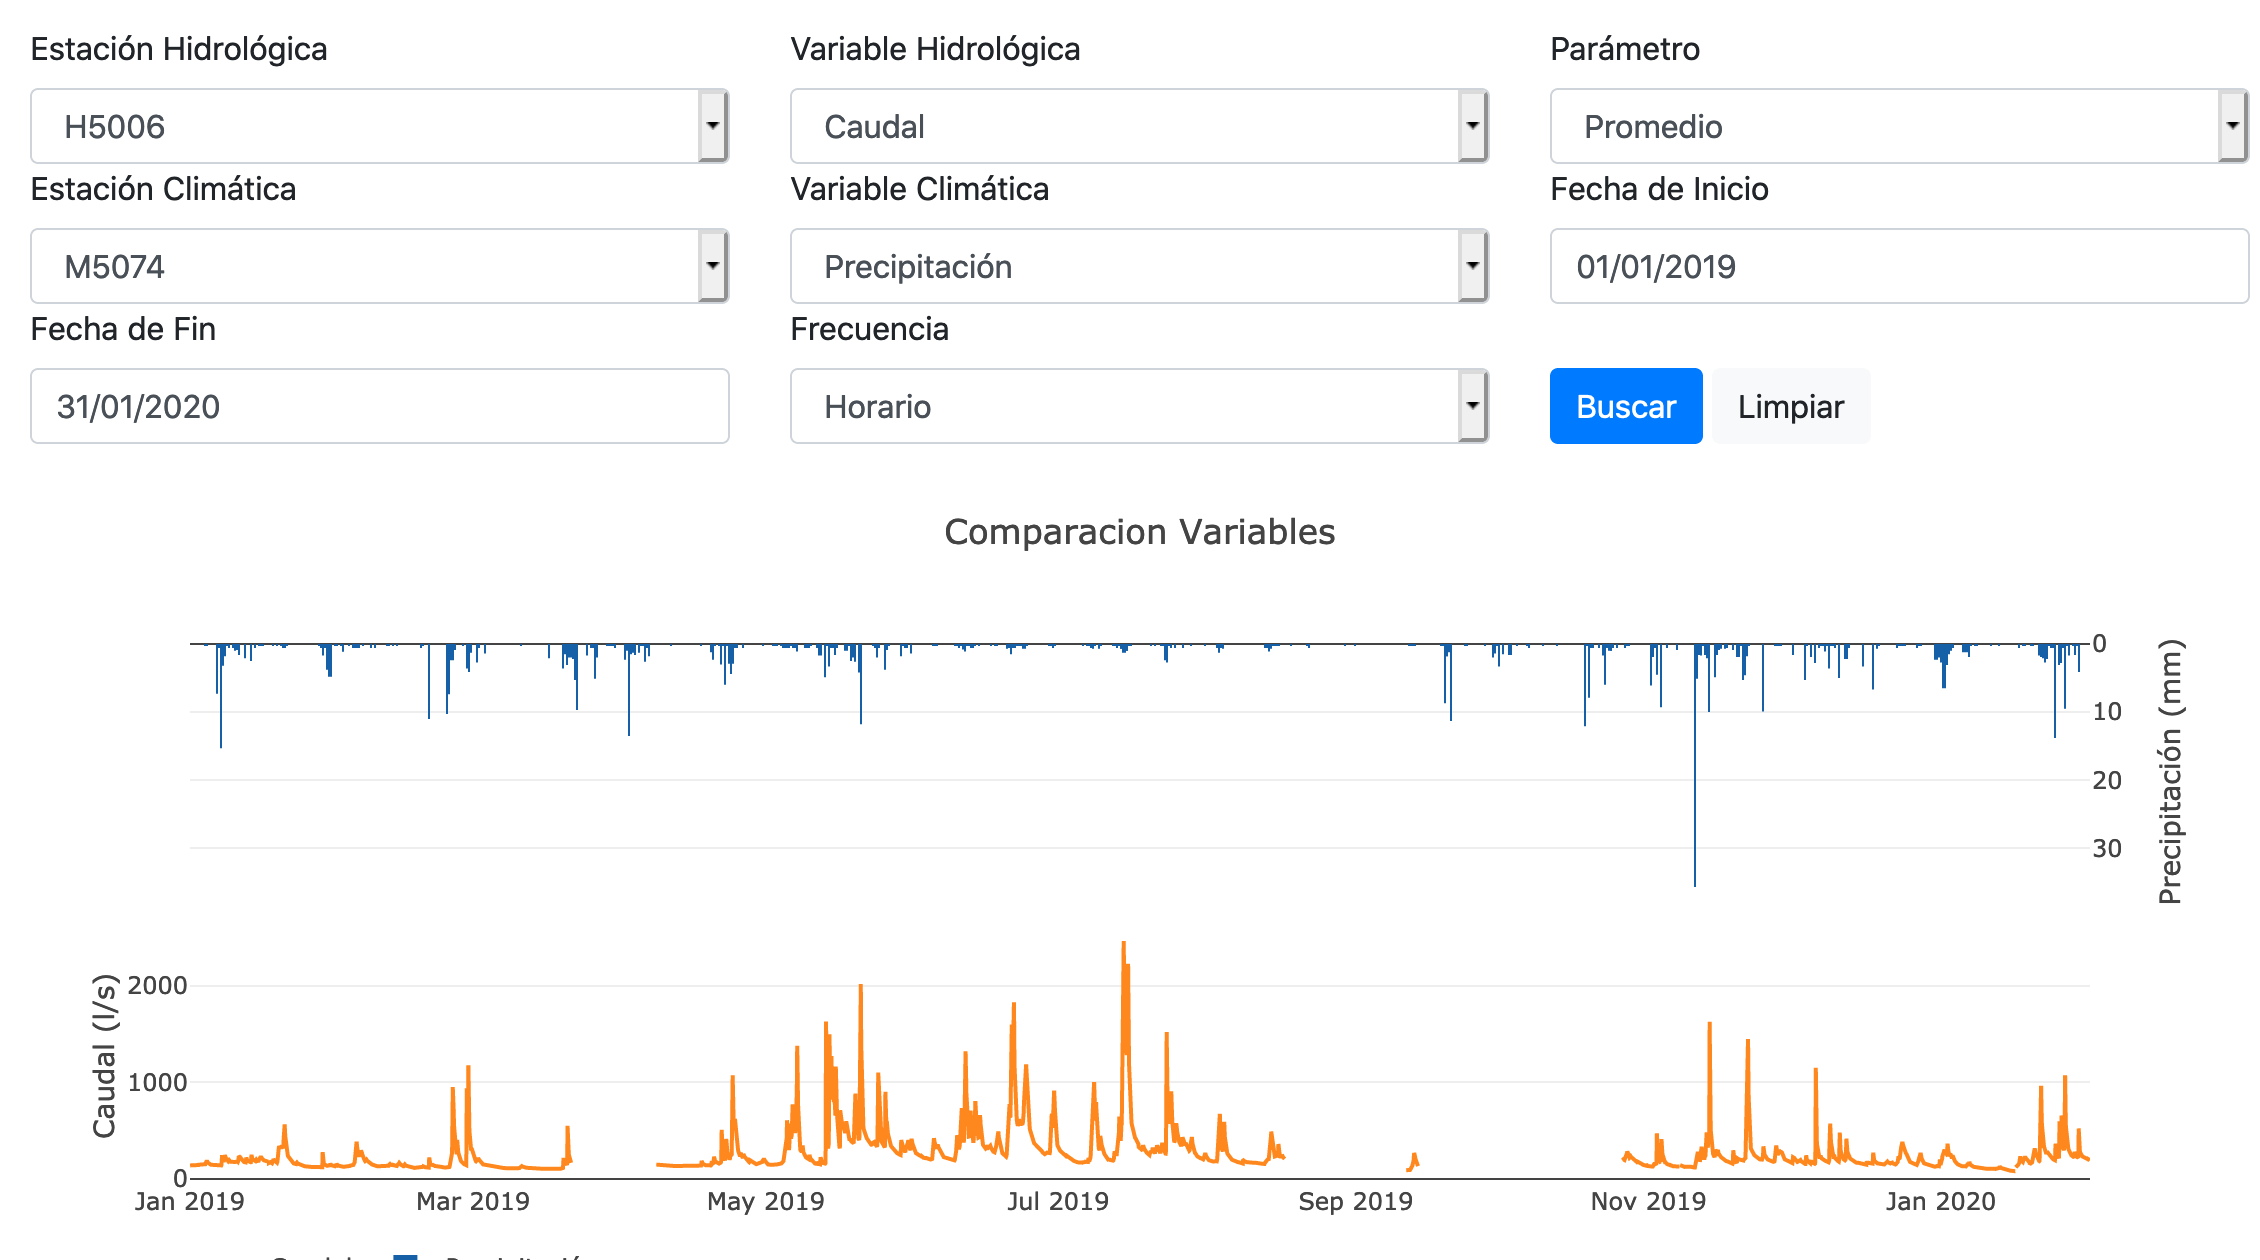 Estación Hidrológica
Variable Hidrológica
Parámetro
H5006
Caudal
Promedio
Estación Climática
Variable Climática
Fecha de Inicio
M5074
Precipitación
01/01/2019
Fecha de Fin
Frecuencia
31/01/2020
Horario
Buscar
Limpiar
Comparacion Variables
0
10
20
30
Precipitación (mm)
2000
1000
0
Caudal (l/s)
Jan 2019
Mar 2019
May 2019
Jul 2019
Sep 2019
Nov 2019
Jan 2020